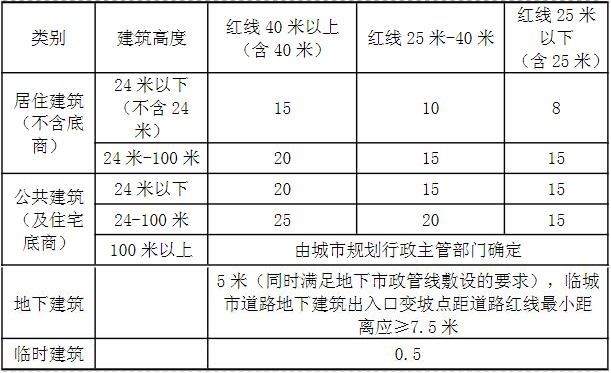 类别 建筑高度 红线 40 米以上（含 40 米） 红线 25 米-40 米 红线 25 米以下（含 25 米）
居住建筑（不含底商） 24 米以下（不含 24 米） 15 10 8
24 米-100 米 20 15 15
公共建筑（及住宅底商） 24 米以下 20 15 15
24-100 米 25 20 15
100 米以上 由城市规划行政主管部门确定
地下建筑 5 米（同时满足地下市政管线敷设的要求），临城市道路地下建筑出入口变坡点距道路红线最小距离应≥7.5 米
临时建筑 0.5